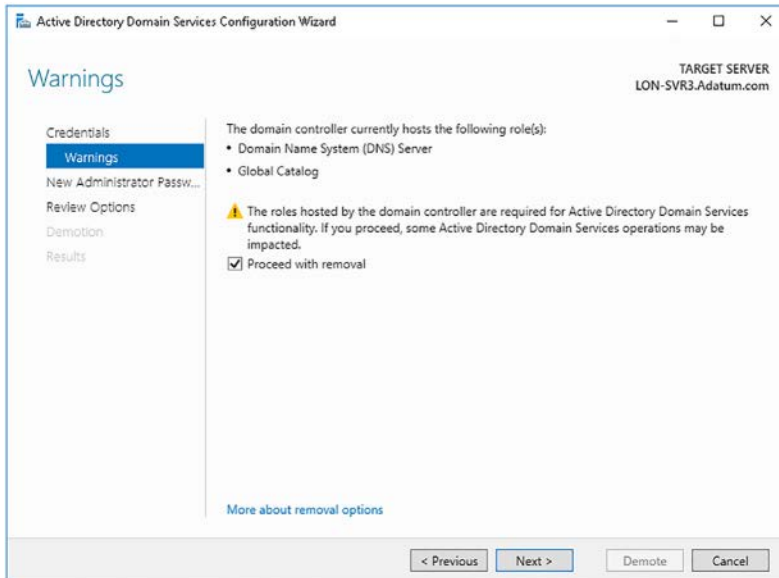 Active Directory Domain Services Configuration Wizard
Warnings
TARGET SERVER
LON-SVR3.Adatum.com
Credentials
Warnings
New Administrator Passw...
Review Options
Demotion
Results
The domain controller currently hosts the following role(s):
• Domain Name System (DNS) Server
• Global Catalog
The roles hosted by the domain controller are required for Active Directory Domain Services
functionality. If you proceed, some Active Directory Domain Services operations may be
impacted.
Proceed with removal
More about removal options
< Previous
Next >
Demote
Cancel